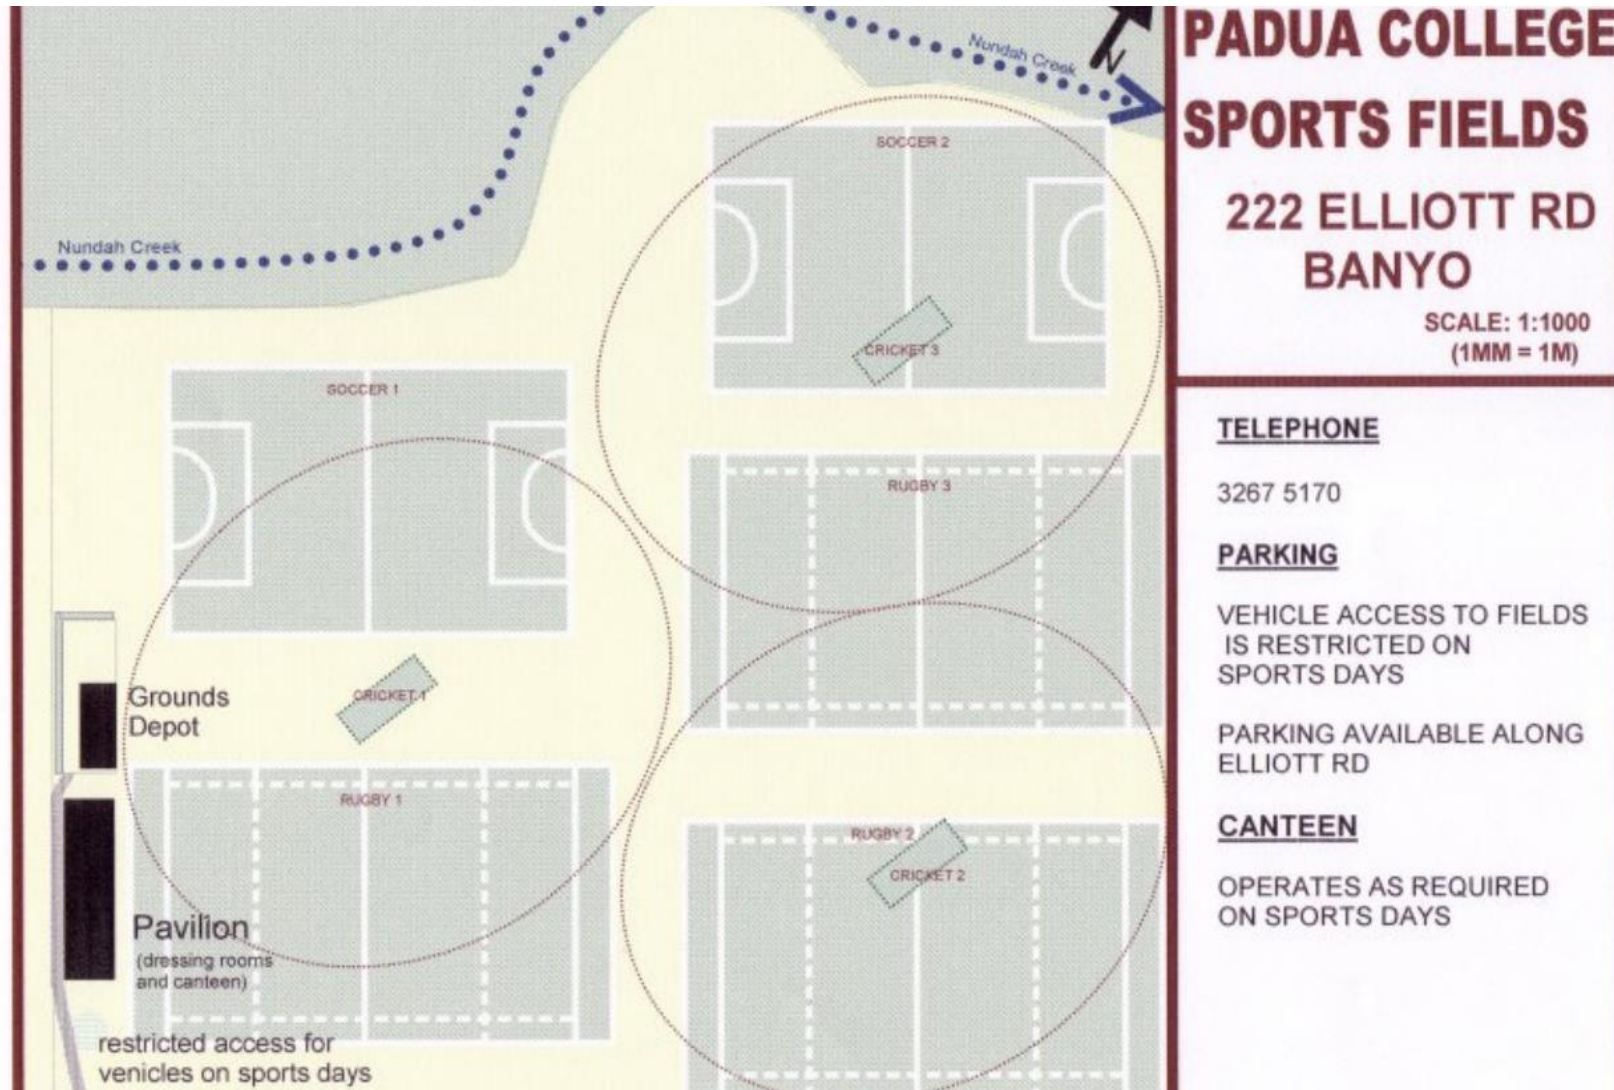 Nundah Creek
N
SOCCER 2
Nundah Creek
CRICKET 3
SOCCER 1
RUGBY 3
CRICKET 1
Grounds
Depot
RUGBY 1
RUGBY 2
CRICKET 2
Pavilion
(dressing rooms
and canteen)
restricted access for
venicles on sports days
PADUA COLLEGE
SPORTS FIELDS
222 ELLIOTT RD
BANYO
SCALE: 1:1000
(1MM = 1M)
TELEPHONE
3267 5170
PARKING
VEHICLE ACCESS TO FIELDS
IS RESTRICTED ON
SPORTS DAYS
PARKING AVAILABLE ALONG
ELLIOTT RD
CANTEEN
OPERATES AS REQUIRED
ON SPORTS DAYS